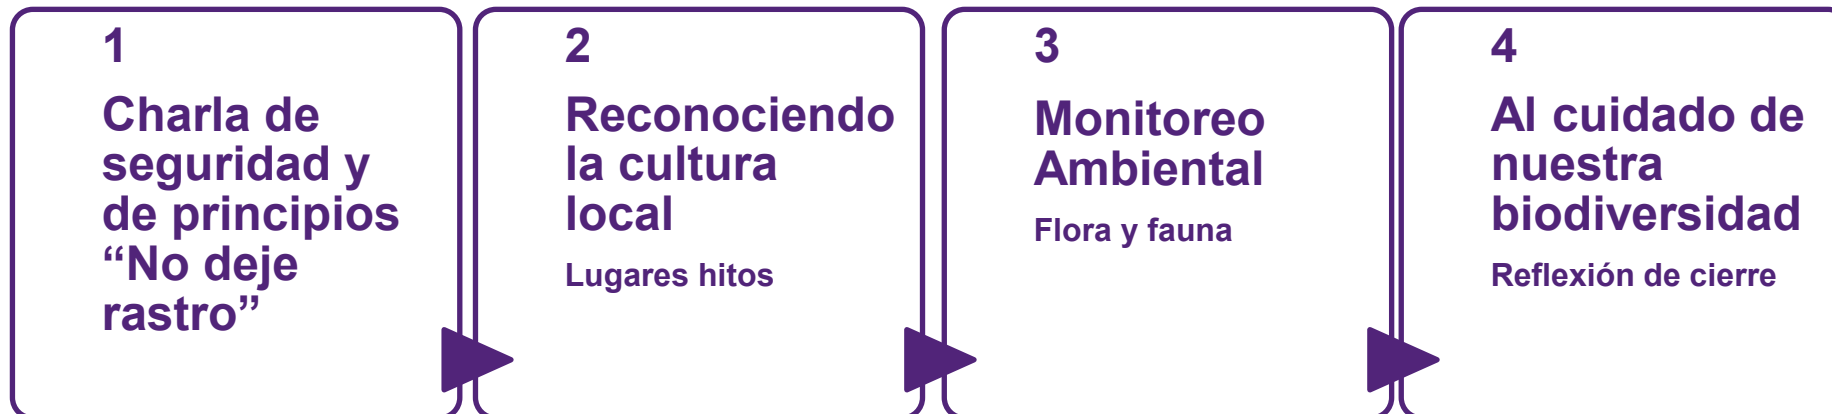 1
Charla de
seguridad y
de principios
“No deje
rastro”
2
Reconociendo
la cultura
local
Lugares hitos
3
Monitoreo
Ambiental
Flora y fauna
4
Al cuidado de
nuestra
biodiversidad
Reflexión de cierre